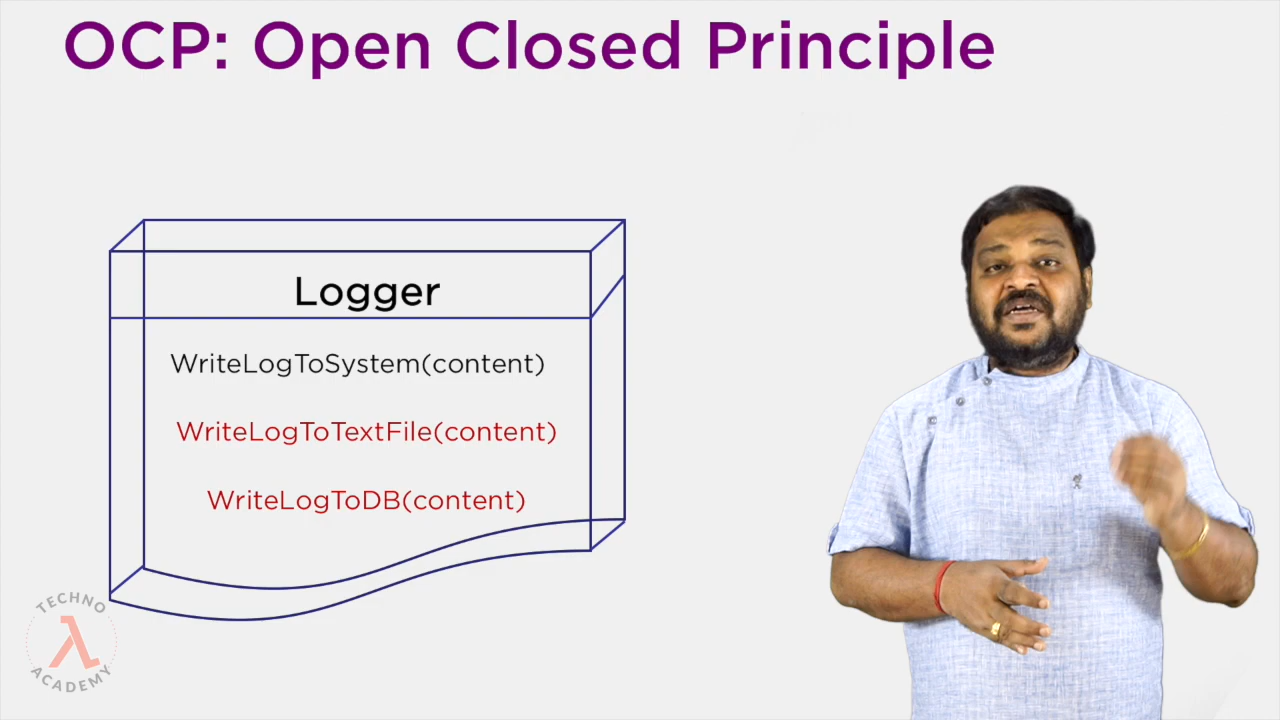 OCP: Open Closed Principle
Logger
WriteLogToSystem(content)
WriteLogToTextFile(content)
WriteLogToDB(content)
TECHNO
λ
ACADEMY